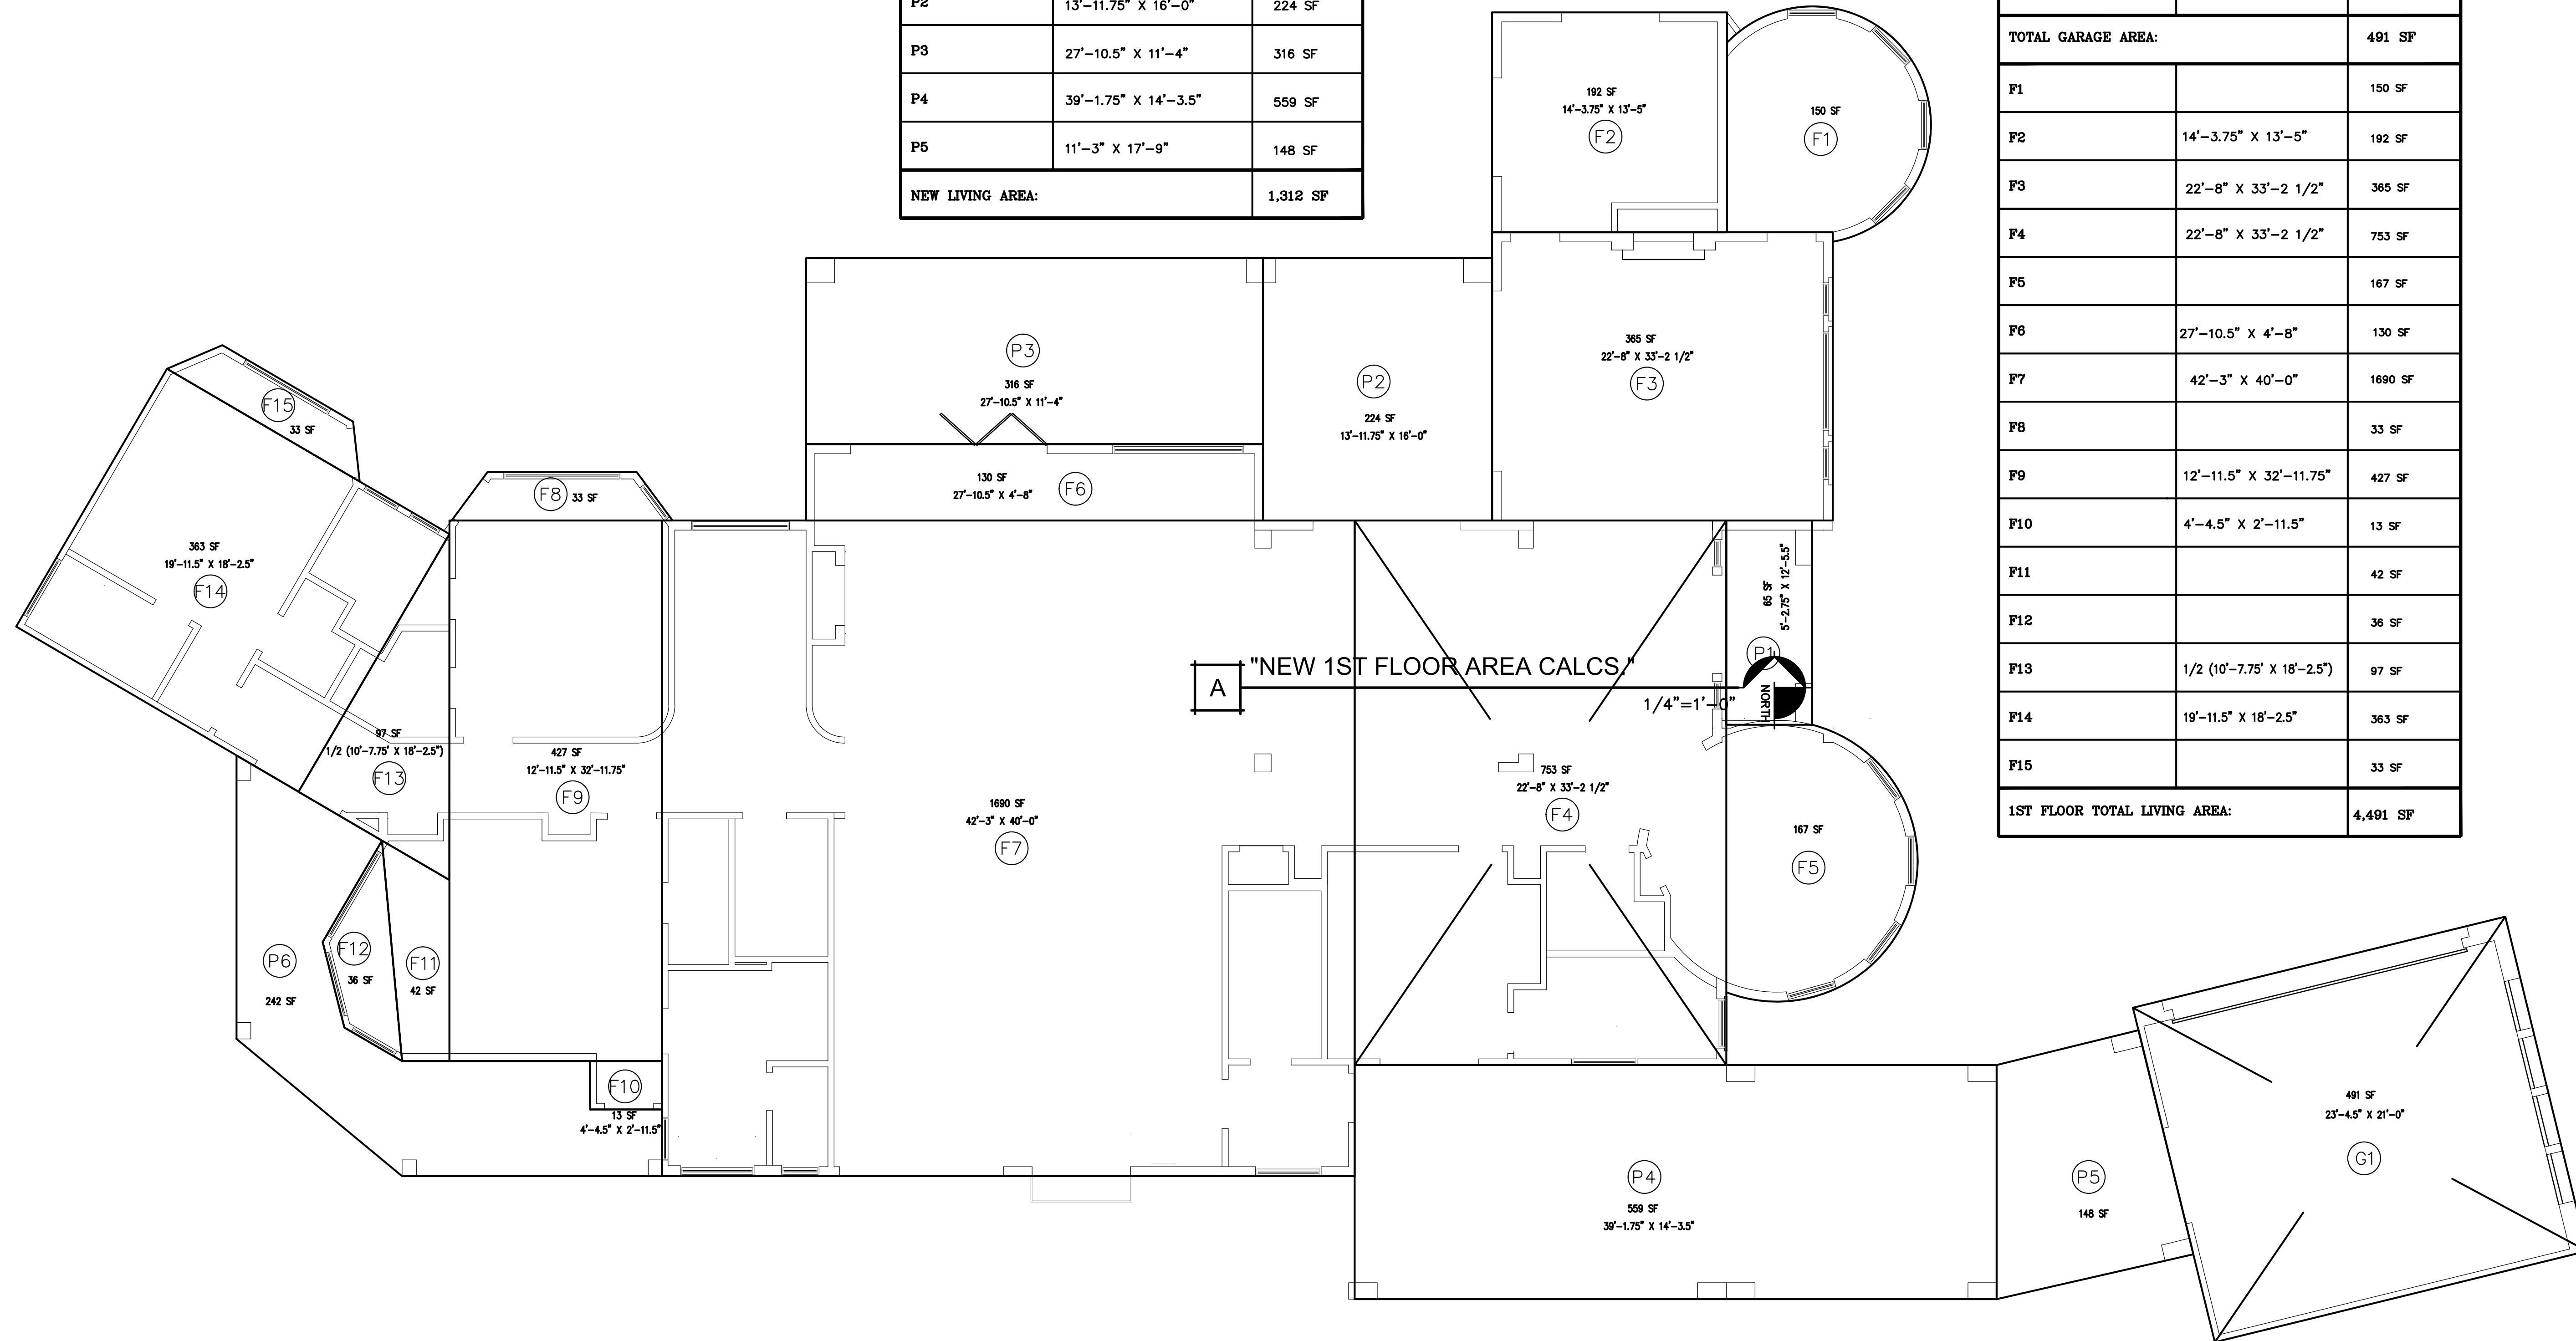 P2 13'-11.75" X 16'-0" 224 SF
P3 27'-10.5" X 11'-4" 316 SF
P4 39'-1.75" X 14'-3.5" 559 SF
P5 11'-3" X 17'-9" 148 SF
NEW LIVING AREA: 1,312 SF
TOTAL GARAGE AREA: 491 SF
F1 150 SF
F2 14'-3.75" X 13'-5" 192 SF
F3 22'-8" X 33'-2 1/2" 365 SF
F4 22'-8" X 33'-2 1/2" 753 SF
F5 167 SF
F6 27'-10.5" X 4'-8" 130 SF
F7 42'-3" X 40'-0" 1690 SF
F8 33 SF
F9 12'-11.5" X 32'-11.75" 427 SF
F10 4'-4.5" X 2'-11.5" 13 SF
F11 42 SF
F12 36 SF
F13 1/2 (10'-7.75' X 18'-2.5") 97 SF
F14 19'-11.5" X 18'-2.5" 363 SF
F15 33 SF
1ST FLOOR TOTAL LIVING AREA: 4,491 SF
192 SF
14'-3.75" X 13'-5"
F2
150 SF
F1
365 SF
22'-8" X 33'-2 1/2"
F3
P3
316 SF
27'-10.5" X 11'-4"
P2
224 SF
13'-11.75" X 16'-0"
130 SF
27'-10.5" X 4'-8"
F6
F15
33 SF
F8 33 SF
363 SF
19'-11.5" X 18'-2.5"
F14
65 SF
5'-2.75" X 12'-5.5"
P1
A "NEW 1ST FLOOR AREA CALCS."
1/4"=1'-0"
NORTH
97 SF
1/2 (10'-7.75' X 18'-2.5")
F13
427 SF
12'-11.5" X 32'-11.75"
F9
1690 SF
42'-3" X 40'-0"
F7
753 SF
22'-8" X 33'-2 1/2"
F4
167 SF
F5
P6
242 SF
F12
36 SF
F11
42 SF
F10
13 SF
4'-4.5" X 2'-11.5"
P4
559 SF
39'-1.75" X 14'-3.5"
P5
148 SF
491 SF
23'-4.5" X 21'-0"
G1